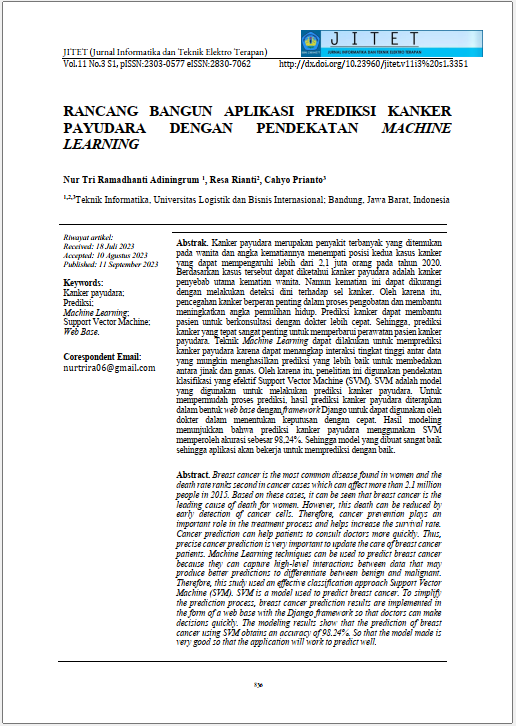 JITET
JURNAL INFORMATIKA DAN TEKNIK ELEKTRO TERAPAN
JITET (Jurnal Informatika dan Teknik Elektro Terapan)
Vol.11 No.3 S1, pISSN:2303-0577 eISSN:2830-7062 http://dx.doi.org/10.23960/jitet.v11i3%20s1.3351
RANCANG BANGUN APLIKASI PREDIKSI KANKER
PAYUDARA DENGAN PENDEKATAN MACHINE
LEARNING
Nur Tri Ramadhanti Adiningrum ¹, Resa Rianti², Cahyo Prianto³
1,2,3Teknik Informatika, Universitas Logistik dan Bisnis Internasional; Bandung, Jawa Barat, Indonesia
Riwayat artikel:
Received: 18 Juli 2023
Accepted: 10 Agustus 2023
Published: 11 September 2023
Keywords:
Kanker payudara;
Prediksi;
Machine Learning;
Support Vector Machine;
Web Base.
Corespondent Email:
nurtrira06@gmail.com
Abstrak. Kanker payudara merupakan penyakit terbanyak yang ditemukan
pada wanita dan angka kematiannya menempati posisi kedua kasus kanker
yang dapat mempengaruhi lebih dari 2.1 juta orang pada tahun 2020.
Berdasarkan kasus tersebut dapat diketahui kanker payudara adalah kanker
penyebab utama kematian wanita. Namun kematian ini dapat dikurangi
dengan melakukan deteksi dini terhadap sel kanker. Oleh karena itu,
pencegahan kanker berperan penting dalam proses pengobatan dan membantu
meningkatkan angka pemulihan hidup. Prediksi kanker dapat membantu
pasien untuk berkonsultasi dengan dokter lebih cepat. Sehingga, prediksi
kanker yang tepat sangat penting untuk memperbarui perawatan pasien kanker
payudara. Teknik Machine Learning dapat dilakukan untuk memprediksi
kanker payudara karena dapat menangkap interaksi tingkat tinggi antar data
yang mungkin menghasilkan prediksi yang lebih baik untuk membedakan
antara jinak dan ganas. Oleh karena itu, penelitian ini digunakan pendekatan
klasifikasi yang efektif Support Vector Machine (SVM). SVM adalah model
yang digunakan untuk melakukan prediksi kanker payudara. Untuk
mempermudah proses prediksi, hasil prediksi kanker payudara diterapkan
dalam bentuk web base dengan framework Django untuk dapat digunakan oleh
dokter dalam menentukan keputusan dengan cepat. Hasil modeling
menunjukkan bahwa prediksi kanker payudara menggunakan SVM
memperoleh akurasi sebesar 98.24%. Sehingga model yang dibuat sangat baik
sehingga aplikasi akan bekerja untuk memprediksi dengan baik.
Abstract. Breast cancer is the most common disease found in women and the
death rate ranks second in cancer cases which can affect more than 2.1 million
people in 2015. Based on these cases, it can be seen that breast cancer is the
leading cause of death for women. However, this death can be reduced by
early detection of cancer cells. Therefore, cancer prevention plays an
important role in the treatment process and helps increase the survival rate.
Cancer prediction can help patients to consult doctors more quickly. Thus,
precise cancer prediction is very important to update the care of breast cancer
patients. Machine Learning techniques can be used to predict breast cancer
because they can capture high-level interactions between data that may
produce better predictions to differentiate between benign and malignant.
Therefore, this study used an effective classification approach Support Vector
Machine (SVM). SVM is a model used to predict breast cancer. To simplify
the prediction process, breast cancer prediction results are implemented in
the form of a web base with the Django framework so that doctors can make
decisions quickly. The modeling results show that the prediction of breast
cancer using SVM obtains an accuracy of 98.24%. So that the model made is
very good so that the application will work to predict well.
836